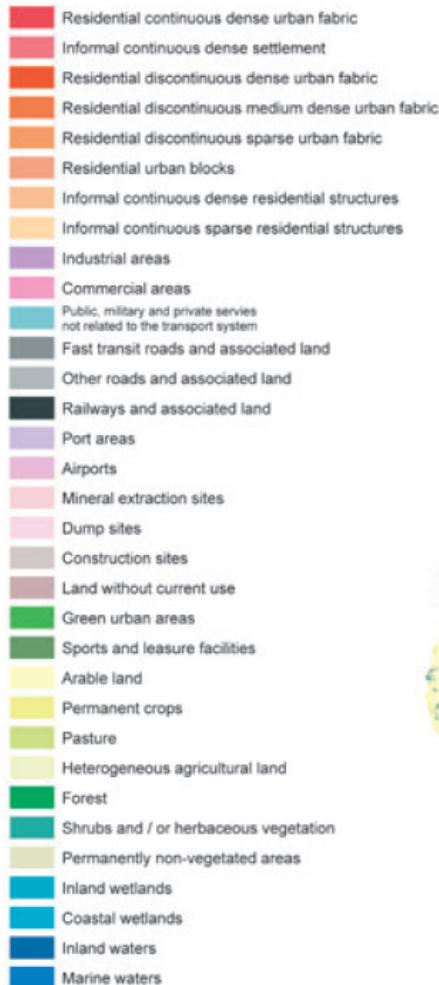 Residential continuous dense urban fabric
Informal continuous dense settlement
Residential discontinuous dense urban fabric
Residential discontinuous medium dense urban fabric
Residential discontinuous sparse urban fabric
Residential urban blocks
Informal continuous dense residential structures
Informal continuous sparse residential structures
Industrial areas
Commercial areas
Public, military and private servies
not related to the transport system
Fast transit roads and associated land
Other roads and associated land
Railways and associated land
Port areas
Airports
Mineral extraction sites
Dump sites
Construction sites
Land without current use
Green urban areas
Sports and leasure facilities
Arable land
Permanent crops
Pasture
Heterogeneous agricultural land
Forest
Shrubs and / or herbaceous vegetation
Permanently non-vegetated areas
Inland wetlands
Coastal wetlands
Inland waters
Marine waters